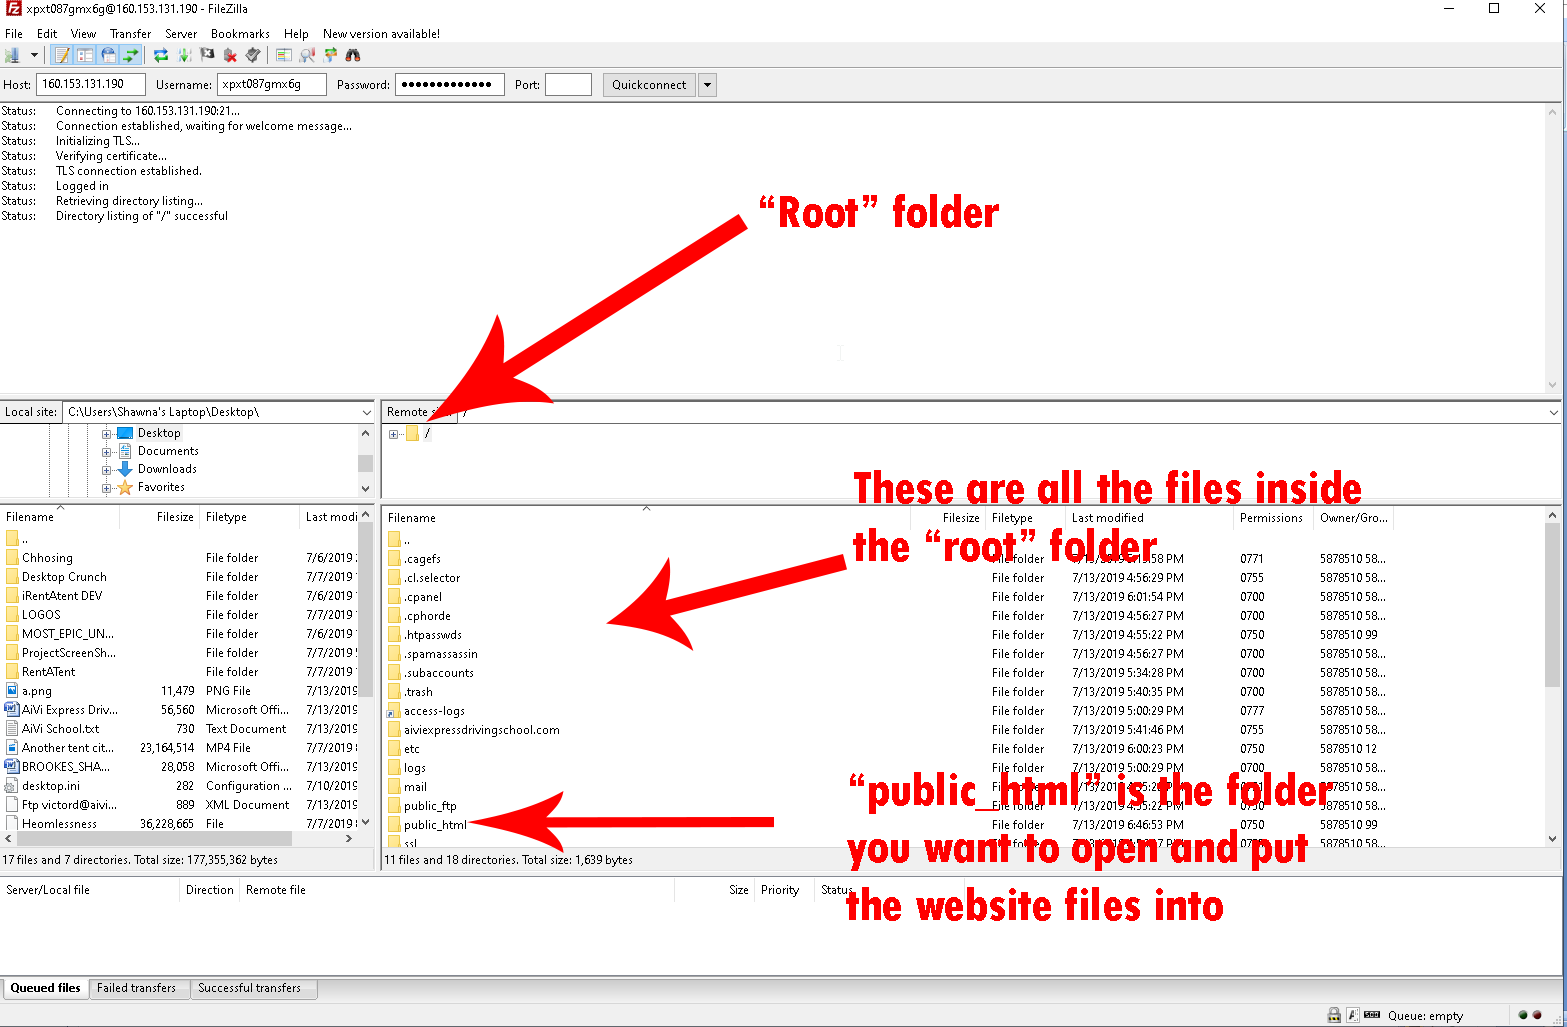 xpxt087gmx6g@160.153.131.190 - FileZilla
File Edit View Transfer Server Bookmarks Help New version available!
Host: 160.153.131.190 Username: xpxt087gmx6g Password: ●●●●●●●●●●●●● Port: Quickconnect
Status: Connecting to 160.153.131.190:21...
Status: Connection established, waiting for welcome message...
Status: Initializing TLS...
Status: Verifying certificate...
Status: TLS connection established.
Status: Logged in
Status: Retrieving directory listing...
Status: Directory listing of "/" successful
“Root” folder
Local site: C:\Users\Shawna's Laptop\Desktop\
Desktop
Documents
Downloads
Favorites
Filename Filesize Filetype Last modi
..
Chhosing File folder 7/6/2019
Desktop Crunch File folder 7/7/2019
iRentAtent DEV File folder 7/6/2019
LOGOS File folder 7/7/2019
MOST_EPIC_UN... File folder 7/6/2019
ProjectScreenSh... File folder 7/7/2019
RentATent File folder 7/7/2019
a.png 11,479 PNG File 7/13/2019
AiVi Express Driv... 56,560 Microsoft Offi... 7/13/2019
AiVi School.txt 730 Text Document 7/13/2019
Another tent cit... 23,164,514 MP4 File 7/7/2019
BROOKES_SHA... 28,058 Microsoft Offi... 7/13/2019
desktop.ini 282 Configuration ... 7/10/2019
Ftp victord@aivi... 889 XML Document 7/13/2019
Heomlessness 36,228,665 File 7/7/2019
17 files and 7 directories. Total size: 177,355,362 bytes
Remote /
/
These are all the files inside
the “root” folder
Filename Filesize Filetype Last modified Permissions Owner/Gro...
..
.cagefs File folder PM 0771 5878510 58...
.cl.selector File folder 7/13/2019 4:56:29 PM 0755 5878510 58...
.cpanel File folder 7/13/2019 6:01:54 PM 0700 5878510 58...
.cphorde File folder 7/13/2019 4:56:27 PM 0700 5878510 58...
.htpasswds File folder 7/13/2019 4:55:22 PM 0750 5878510 99
.spamassassin File folder 7/13/2019 4:56:27 PM 0700 5878510 58...
.subaccounts File folder 7/13/2019 5:34:28 PM 0700 5878510 58...
.trash File folder 7/13/2019 5:40:35 PM 0700 5878510 58...
access-logs File folder 7/13/2019 5:00:29 PM 0777 5878510 58...
aiviexpressdrivingschool.com File folder 7/13/2019 5:41:46 PM 0755 5878510 58...
etc File folder 7/13/2019 6:00:23 PM 0750 5878510 12
logs File folder 7/13/2019 5:00:29 PM 0700 5878510 58...
mail File folder 5878510 58...
public_ftp File folder 5878510 58...
public_html File folder 7/13/2019 6:46:53 PM 0750 5878510 99
ssl
“public_html” is the folder
you want to open and put
the website files into
11 files and 18 directories. Total size: 1,639 bytes
Server/Local file Direction Remote file Size Priority Status
Queued files Failed transfers Successful transfers
Queue: empty